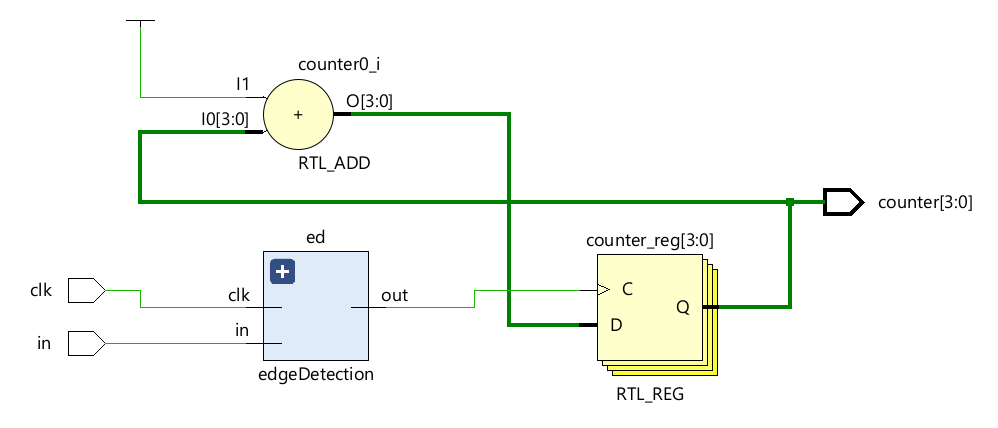 counter0_i
I1
O[3:0]
I0[3:0]
+
RTL_ADD
counter[3:0]
ed
counter_reg[3:0]
clk
clk
out
C
in
in
D
Q
edgeDetection
RTL_REG